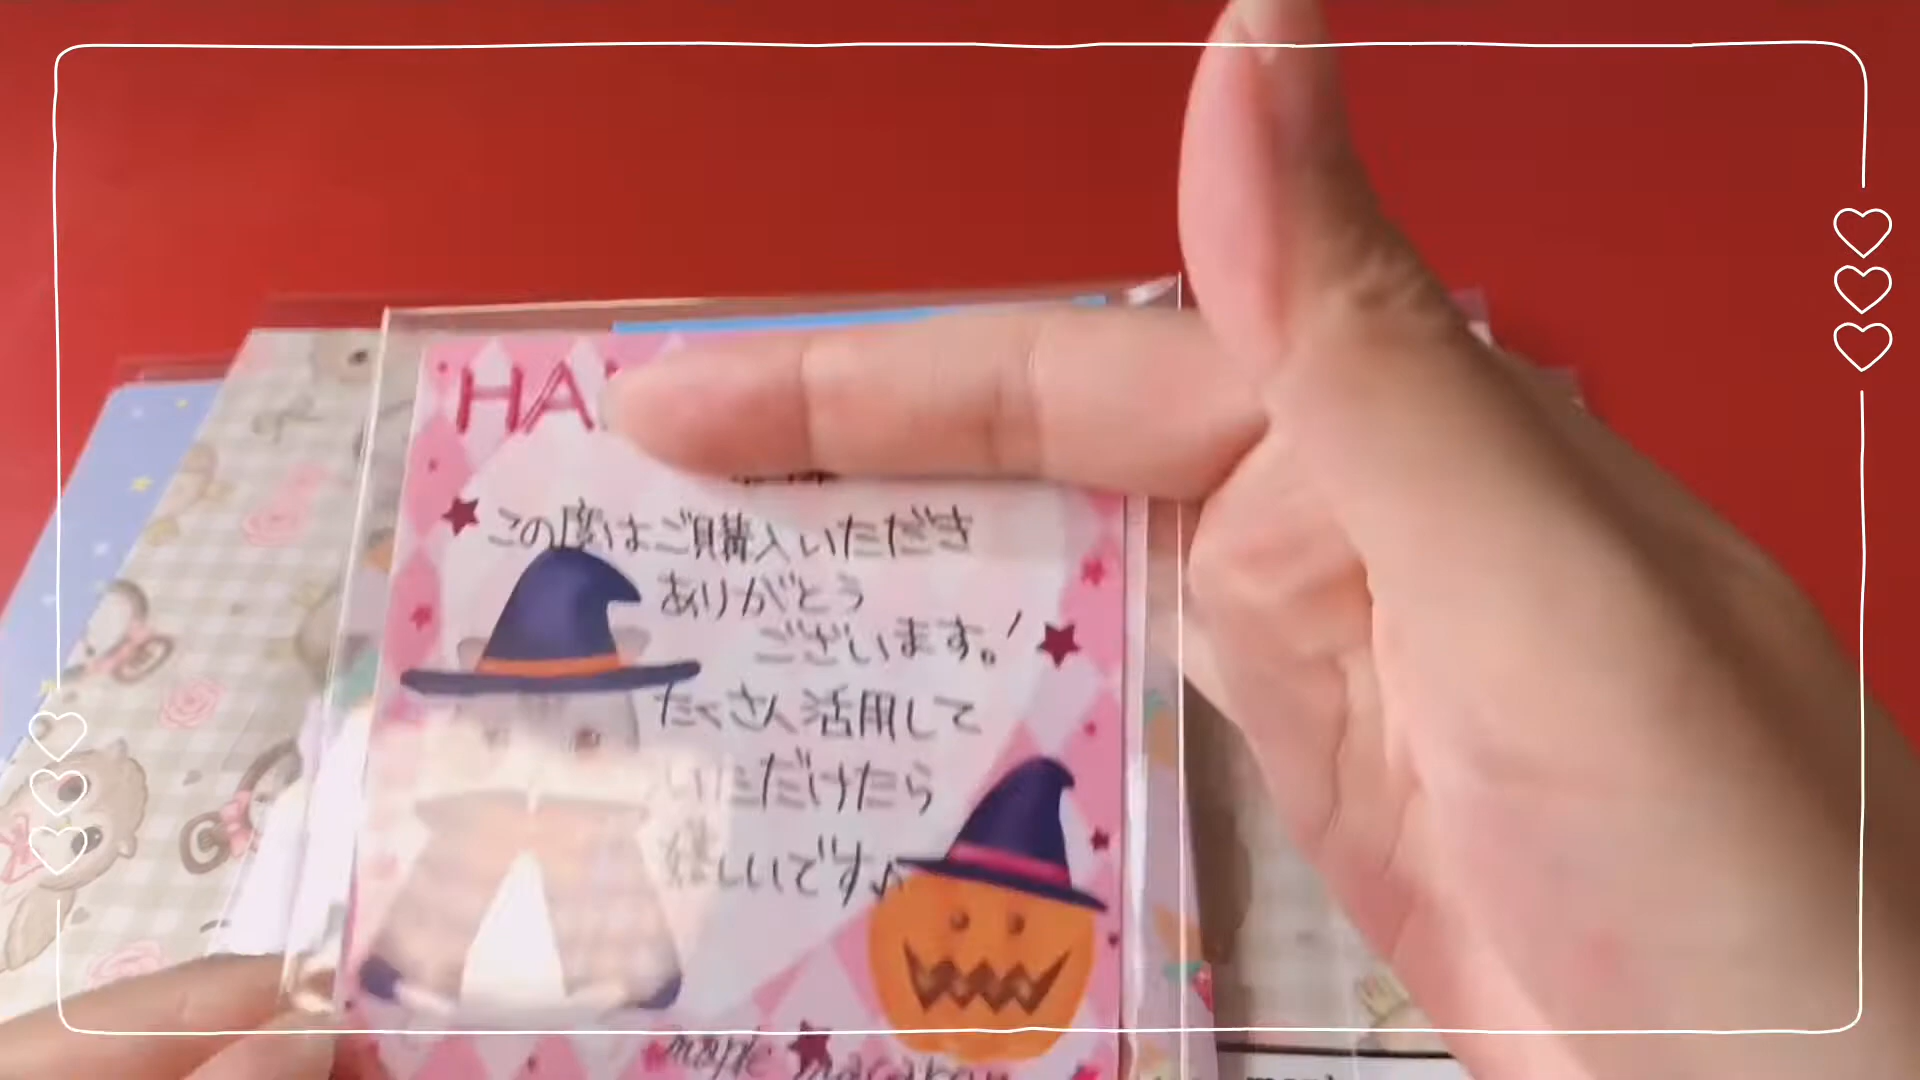 HA
この度はご購入いただき
ありがとう
ございます。!
たくさん活用して
いただけたら
嬉しいです♪
maple macaron